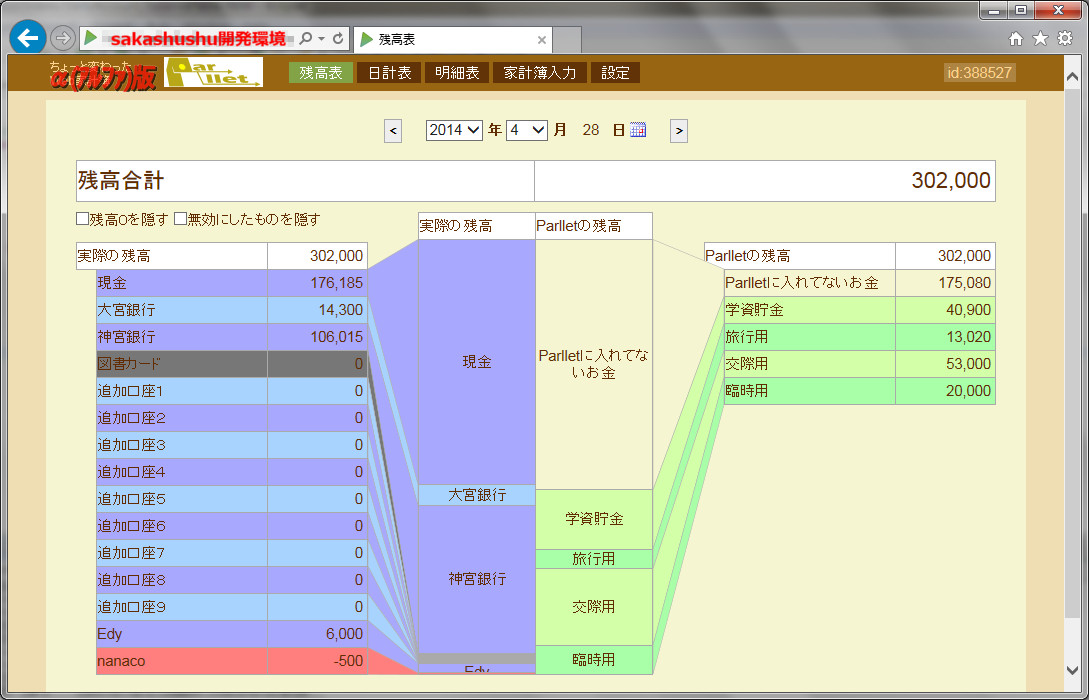 sakashushu開発環境
残高表
ちょっと変わった
α(アルファ)版
Parllet
残高表 日計表 明細表 家計簿入力 設定
id:388527
< 2014 年 4 月 28 日 >
残高合計 302,000
残高0を隠す 無効にしたものを隠す
実際の残高 Parlletの残高
実際の残高 302,000
Parlletの残高 302,000
現金 176,185
Parlletに入れてないお金 175,080
大宮銀行 14,300
学資貯金 40,900
神宮銀行 106,015
旅行用 13,020
図書カード 0
交際用 53,000
追加口座1 0
臨時用 20,000
追加口座2 0
追加口座3 0
追加口座4 0
追加口座5 0
追加口座6 0
追加口座7 0
追加口座8 0
追加口座9 0
Edy 6,000
nanaco -500
現金
大宮銀行
神宮銀行
Edy
Parlletに入れてな
いお金
学資貯金
旅行用
交際用
臨時用